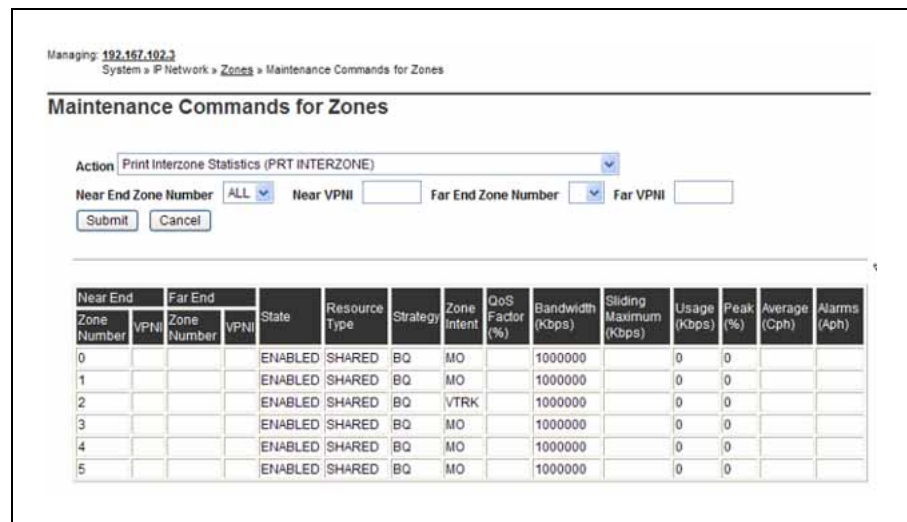 Managing: 192.167.102.3
System » IP Network » Zones » Maintenance Commands for Zones
Maintenance Commands for Zones
Action Print Interzone Statistics (PRT INTERZONE)
Near End Zone Number ALL Near VPNI Far End Zone Number Far VPNI
Submit Cancel
Near End Far End State Resource Type Strategy Zone Intent QoS Factor (%) Bandwidth (Kbps) Sliding Maximum (Kbps) Usage (Kbps) Peak (%) Average (Cph) Alarms (Aph)
Zone Number VPNI Zone Number VPNI
0 ENABLED SHARED BQ MO 1000000 0 0
1 ENABLED SHARED BQ MO 1000000 0 0
2 ENABLED SHARED BQ VTRK 1000000 0 0
3 ENABLED SHARED BQ MO 1000000 0 0
4 ENABLED SHARED BQ MO 1000000 0 0
5 ENABLED SHARED BQ MO 1000000 0 0